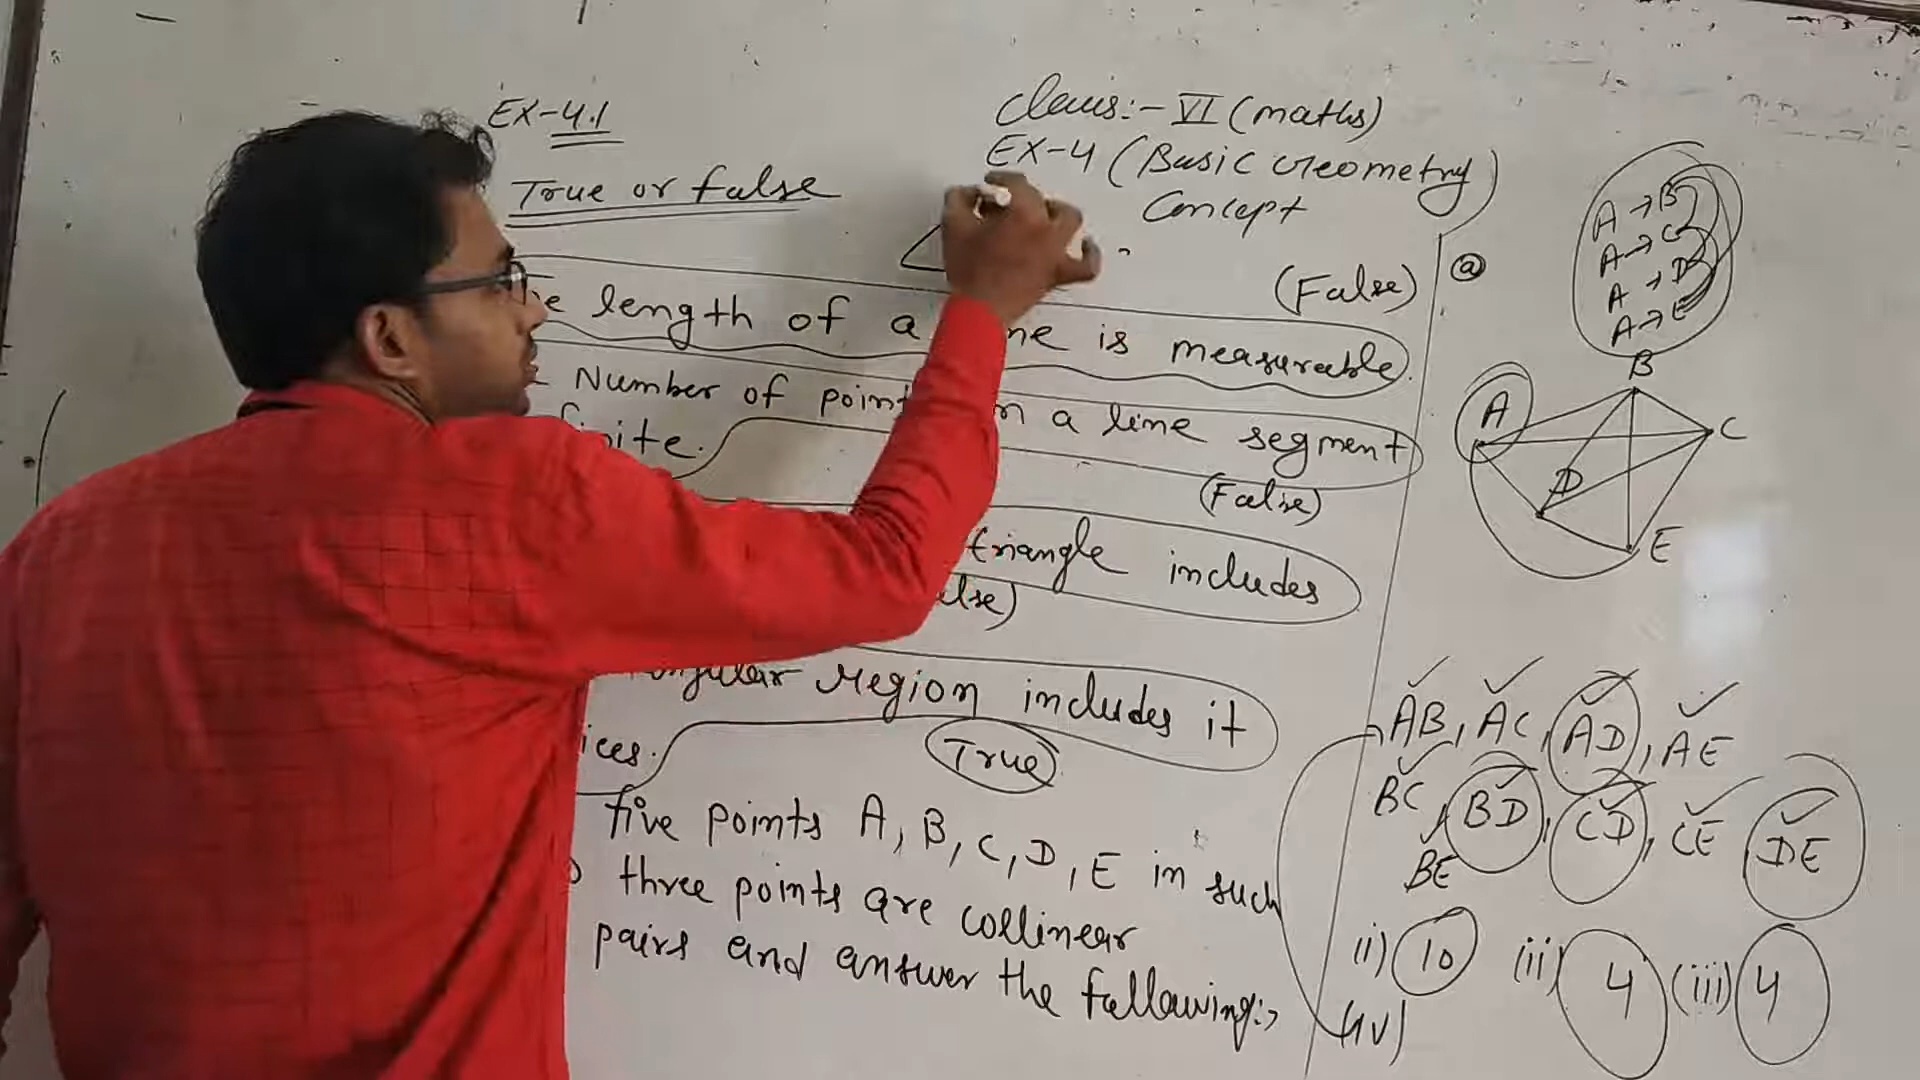 EX-4.1
Class:- VI (maths)
EX-4 (Basic Geometry
Concept
True or false
(False)
length of a is measurable.
Number of point a line segment
(False)
triangle includes
region includes it
(True)
five points A, B, C, D, E in such
three points are collinear
pairs and answer the following:→
(a)
A → B
A → C
A → D
A → E
B
A
C
D
E
AB, AC, AD, AE
BC, BD, CD, CE DE
BE
(i) 10 (ii) 4 (iii) 4
(iv)